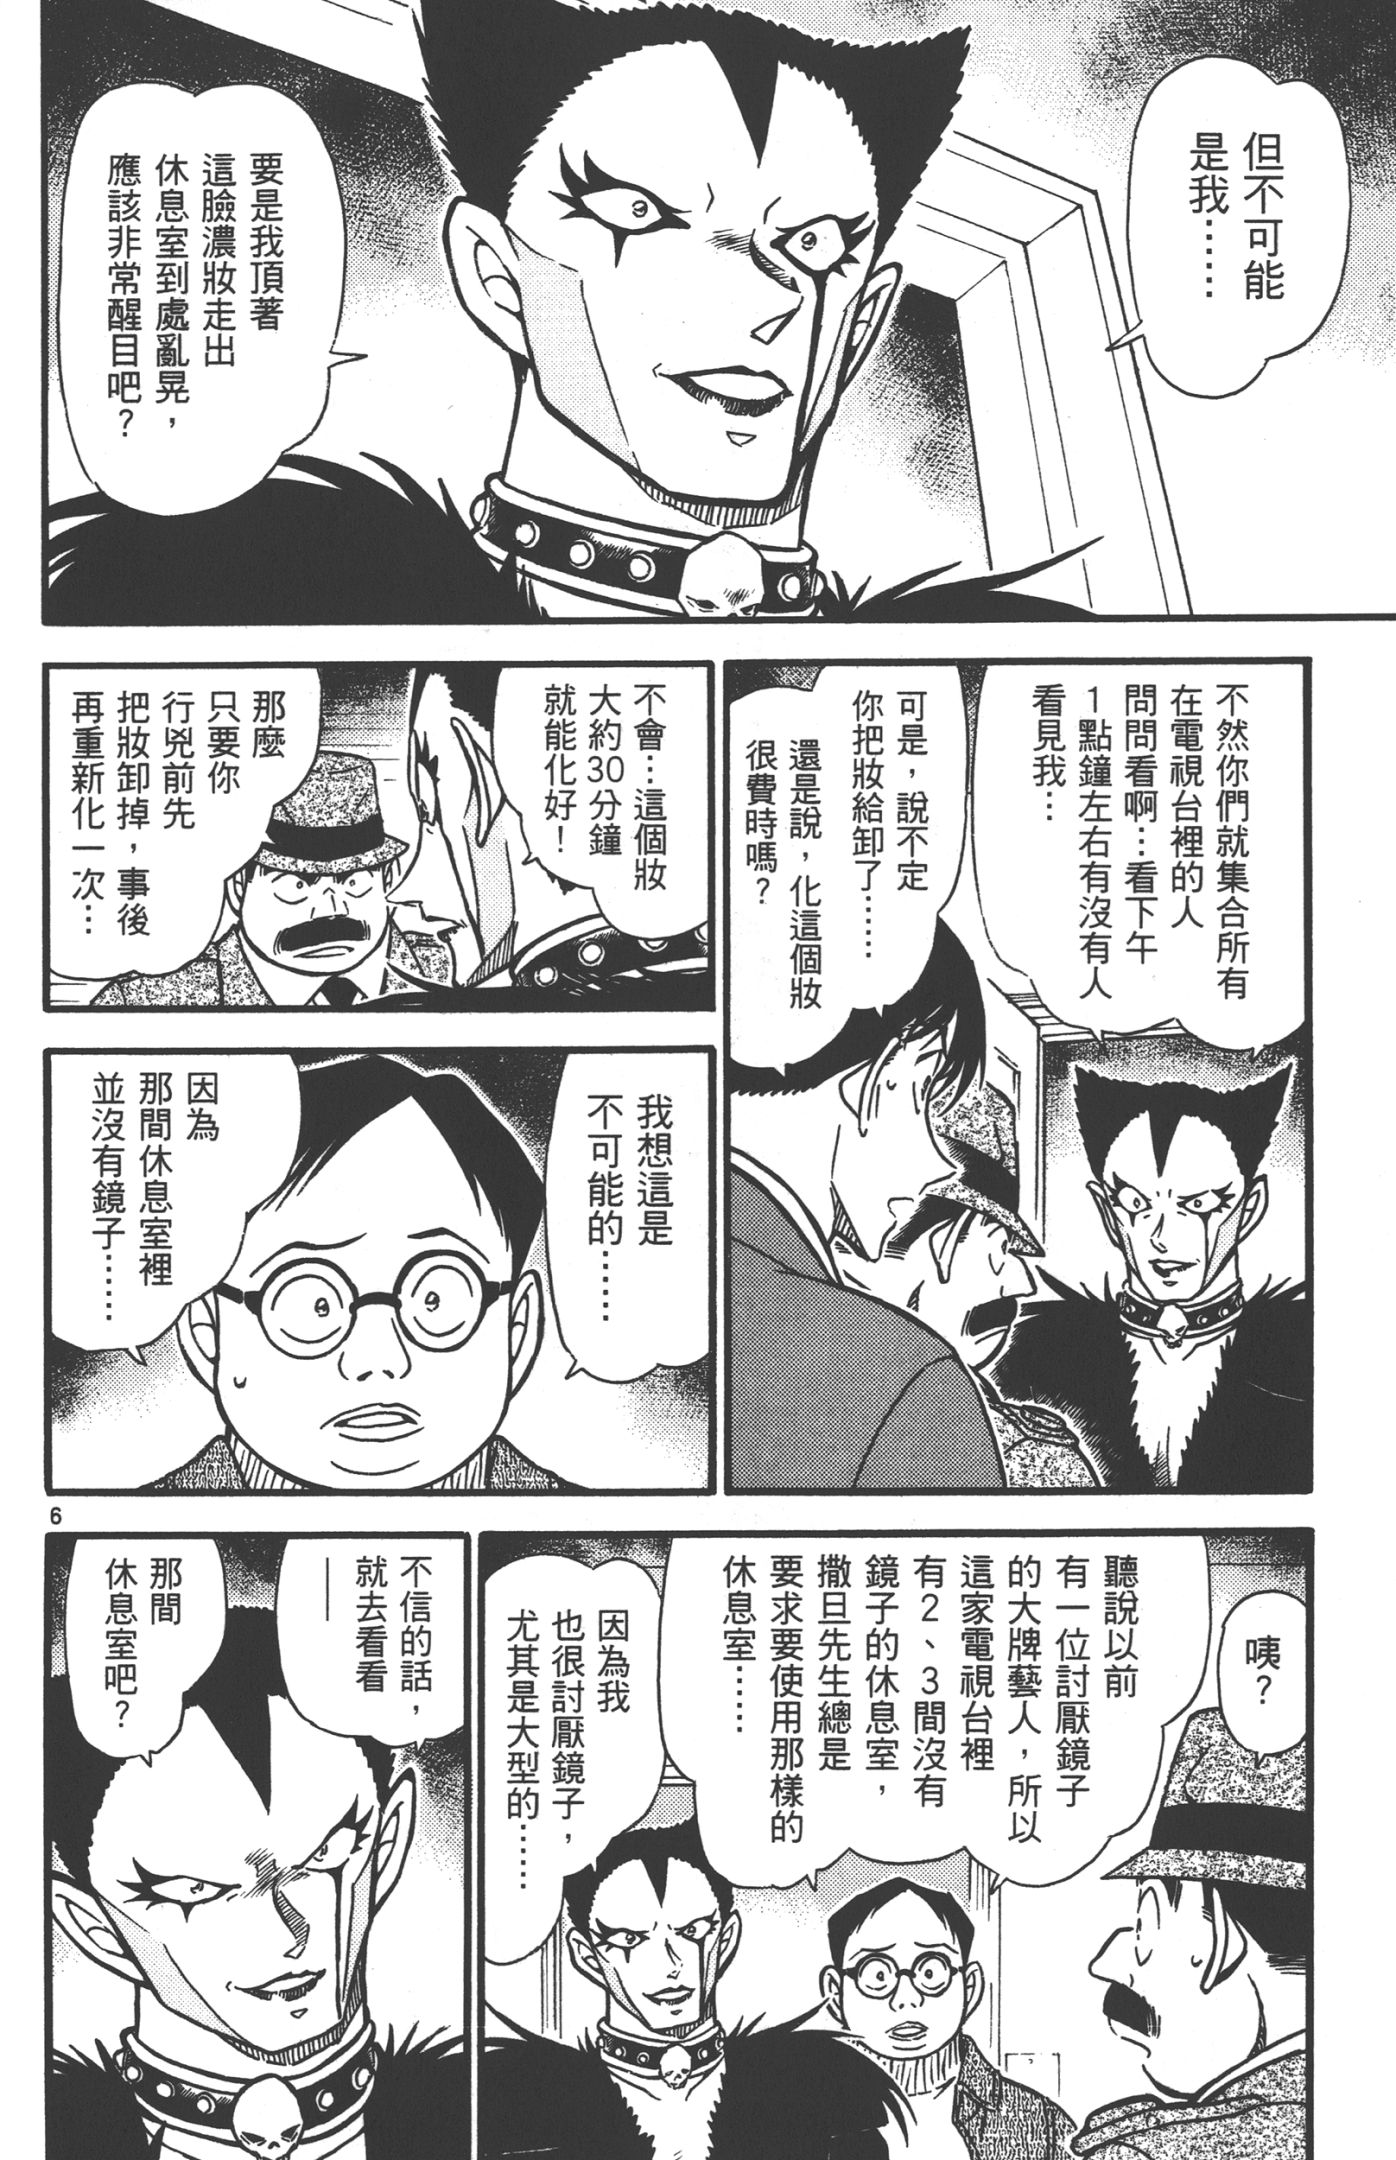 但不可能
是我……
要是我頂著
這臉濃妝走出
休息室到處亂晃，
應該非常醒目吧？
不然你們就集合所有
在電視台裡的人
問問看啊…看下午
1點鐘左右有沒有人
看見我…
可是，說不定
你把妝給卸了……
還是說，化這個妝
很費時嗎？
不會…這個妝
大約30分鐘
就能化好！
那麼
只要你
行兇前先
把妝卸掉，事後
再重新化一次…
我想這是
不可能的……
因為
那間休息室裡
並沒有鏡子……
6
咦？
聽說以前
有一位討厭鏡子
的大牌藝人，所以
這家電視台裡
有2、3間沒有
鏡子的休息室，
撒旦先生總是
要求要使用那樣的
休息室……
因為我
也很討厭鏡子，
尤其是大型的……
不信的話，
就去看看
——
那間
休息室吧？